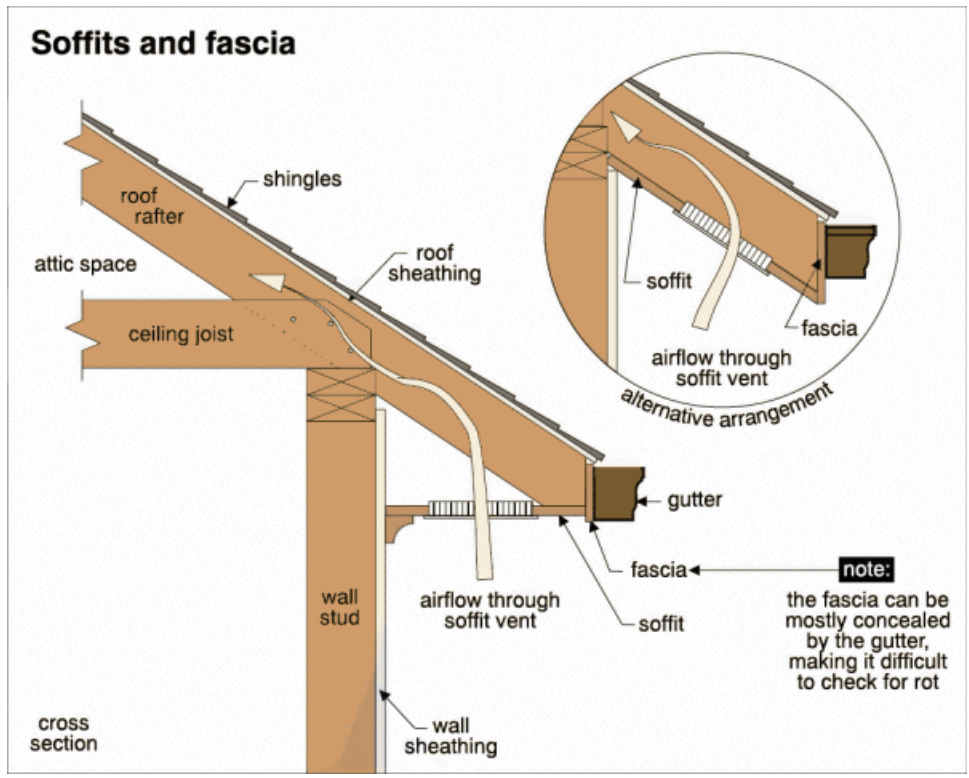 Soffits and fascia
shingles
roof
rafter
roof
sheathing
attic space
ceiling joist
soffit
fascia
airflow through
soffit vent
alternative arrangement
gutter
fascia
note:
the fascia can be
mostly concealed
by the gutter,
making it difficult
to check for rot
airflow through
soffit vent
soffit
wall
stud
wall
sheathing
cross
section